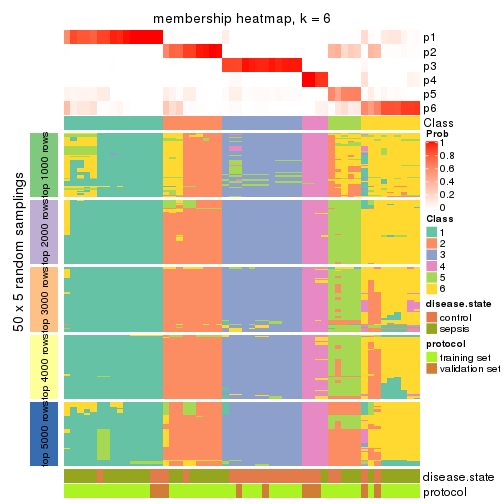 membership heatmap, k = 6
p1
p2
p3
p4
p5
p6
Class
50 x 5 random samplings
top 1000 rows
top 2000 rows
top 3000 rows
top 4000 rows
top 5000 rows
Prob
1
0.8
0.6
0.4
0.2
0
Class
1
2
3
4
5
6
disease.state
control
sepsis
protocol
training set
validation set
disease.state
protocol